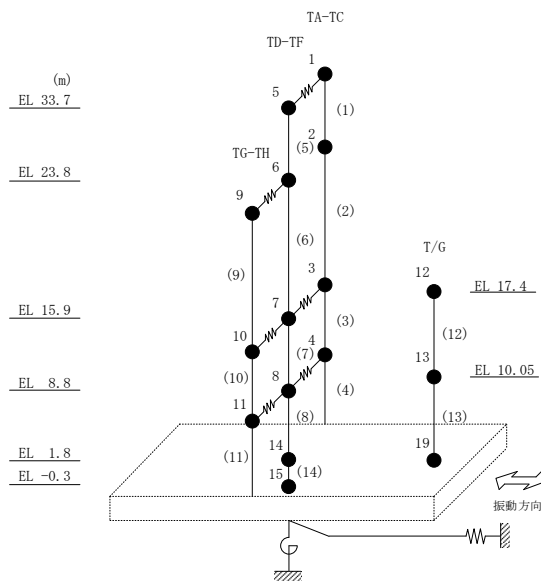 TA-TC
TD-TF
1
(m)
5
EL 33.7
(1)
2
(5)
TG-TH
6
EL 23.8
9
(2)
(6)
T/G
(9)
3
12
EL 17.4
7
EL 15.9
(3)
10
4
13
(12)
(7)
(10)
8
EL 10.05
EL 8.8
(4)
11
(8)
(13)
14
19
(11)
EL 1.8
15
(14)
EL -0.3
振動方向